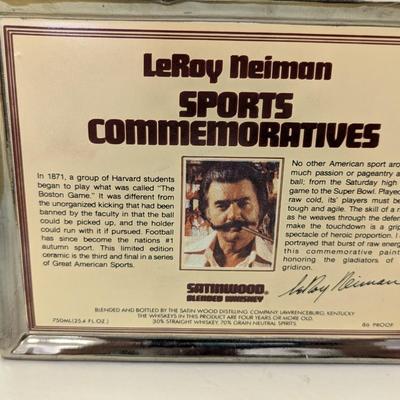 LeRoy Neiman
SPORTS
COMMEMORATIVES
In 1871, a group of Harvard students
began to play what was called "The
Boston Game." It was different from
the unorganized kicking that had been
banned by the faculty in that the ball
could be picked up, and the holder
could run with it if pursued. Football
has since become the nations #1
autumn sport. This limited edition
ceramic is the third and final in a series
of Great American Sports.
No other American sport
much passion or pageantry
ball; from the Saturday high
game to the Super Bowl. Played
raw cold, its' players must be
tough and agile. The skill of a
as he weaves through the
make the touchdown is a
spectacle of heroic proportion. I
portrayed that burst of raw
this commemorative
honoring the gladiators of
gridiron.
LeRoy Neiman
SATINWOOD®
BLENDED WHISKEY
BLENDED AND BOTTLED BY THE SATIN WOOD DISTILLING COMPANY LAWRENCEBURG, KENTUCKY
THE WHISKEYS IN THIS PRODUCT ARE FOUR YEARS OR MORE OLD.
750ML(25.4 FL.OZ.) 30% STRAIGHT WHISKEY. 70% GRAIN NEUTRAL SPIRITS. 86 PROOF